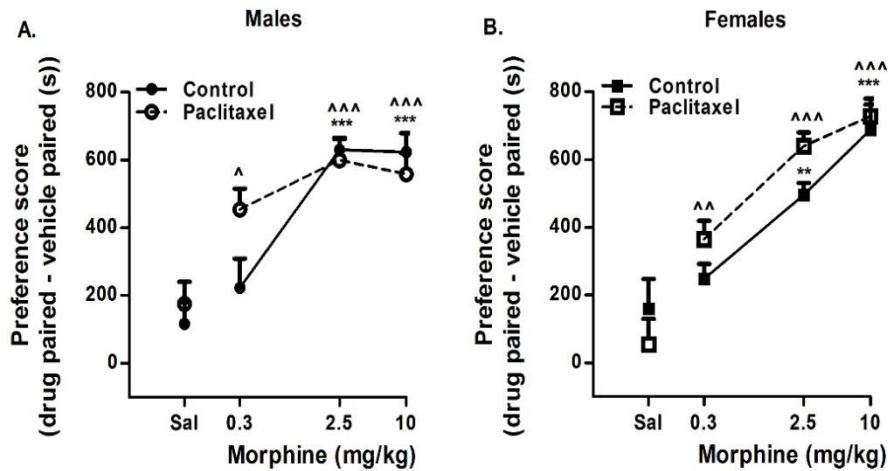 A.
Males
Control
Paclitaxel
^^^
***
^^^
***
^
800
600
400
200
0
Preference score
(drug paired - vehicle paired (s))
Sal
0.3
2.5
10
Morphine (mg/kg)
B.
Females
Control
Paclitaxel
^^^
***
^^^
**
^^
800
600
400
200
0
Preference score
(drug paired - vehicle paired (s))
Sal
0.3
2.5
10
Morphine (mg/kg)